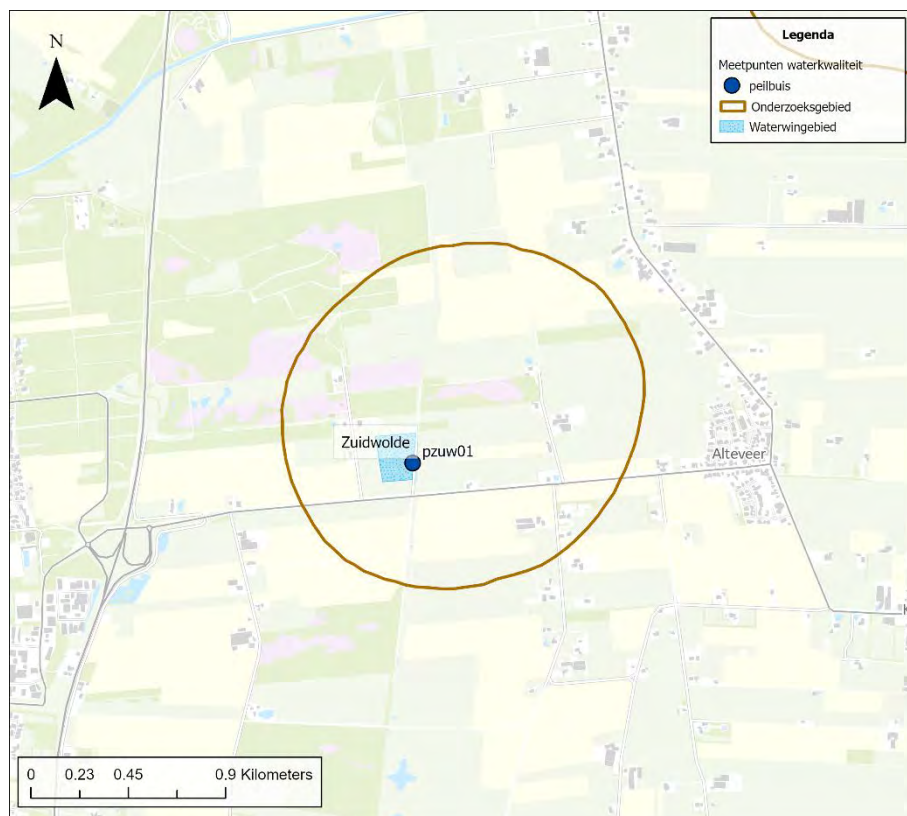 N
Legenda
Meetpunten waterkwaliteit
peilbuis
Onderzoeksgebied
Waterwingebied
Zuidwolde
pzuw01
Alteveer
K
0 0.23 0.45 0.9 Kilometers